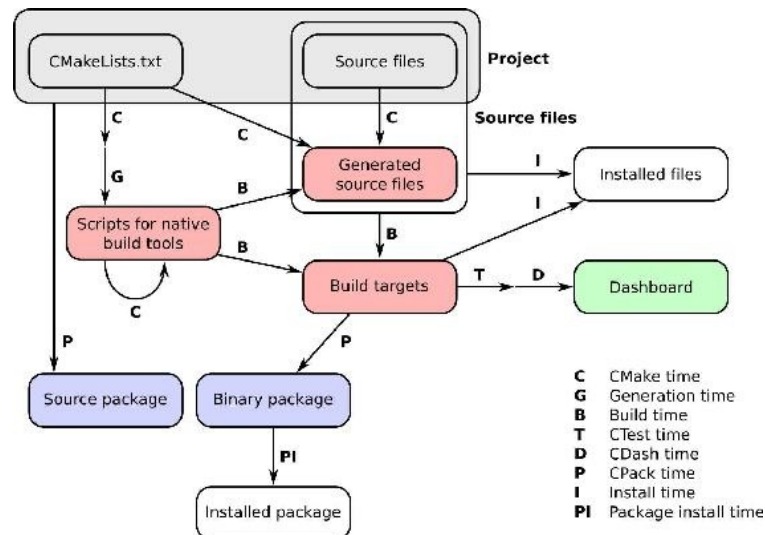 CMakeLists.txt
Source files
Project
C
C
C
Source files
G
B
Generated
source files
I
Installed files
Scripts for native
build tools
B
B
I
C
Build targets
T
D
Dashboard
P
P
Source package
Binary package
PI
Installed package
C CMake time
G Generation time
B Build time
T CTest time
D CDash time
P CPack time
I Install time
PI Package install time